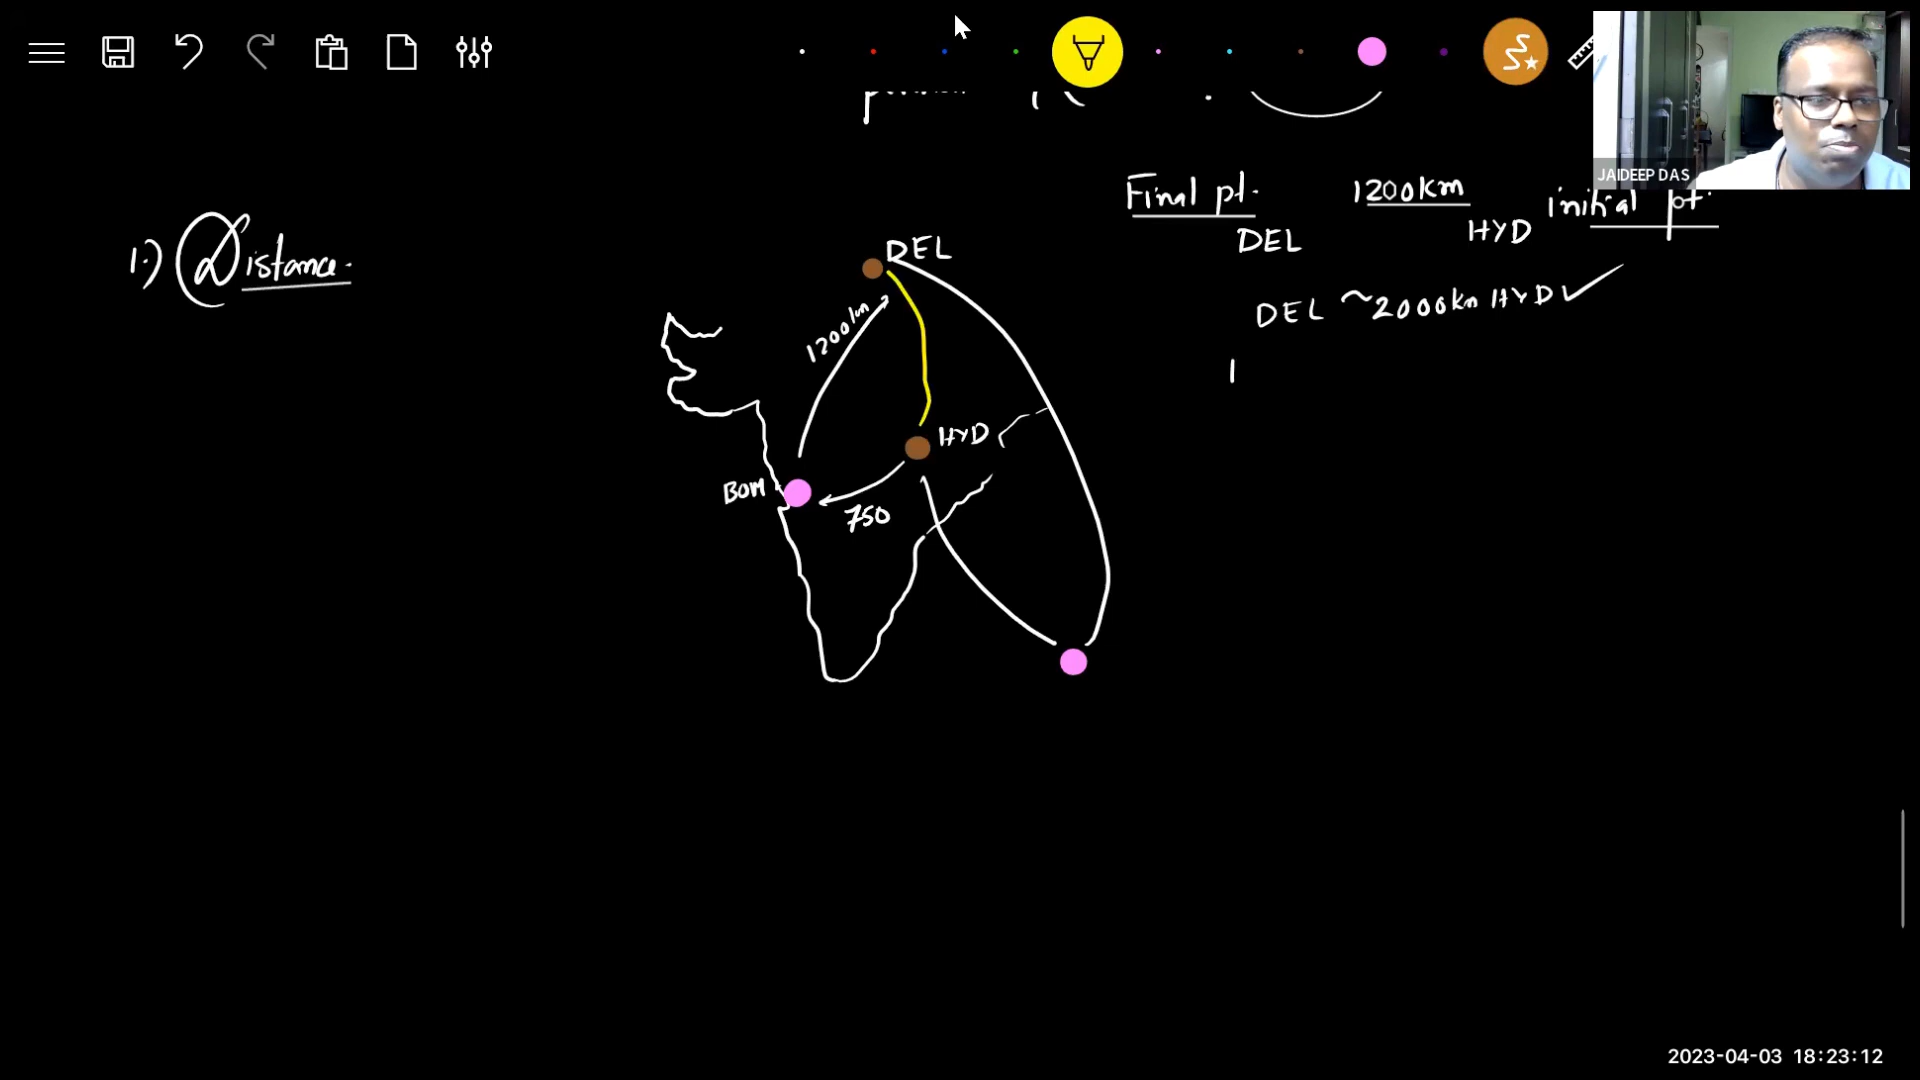 JAIDEEP DAS
Final pt. 1200km initial pt.
DEL HYD
1.) Distance.
DEL
DEL ~2000km HYD ✓
1200km
HYD
BOM
750
2023-04-03 18:23:12